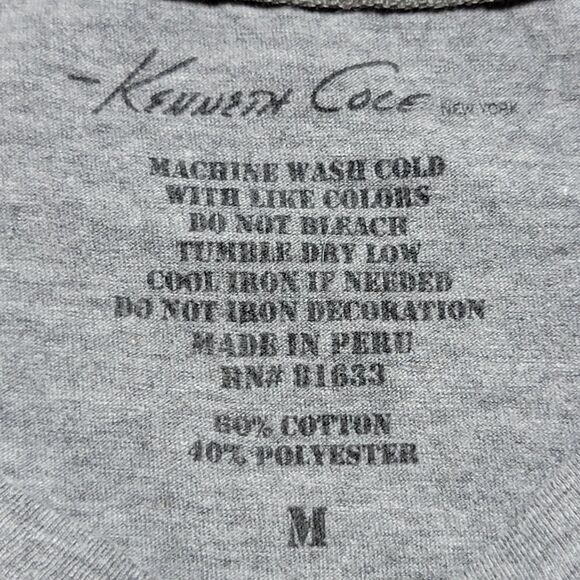 -Kenneth Cole NEW YORK
MACHINE WASH COLD
WITH LIKE COLORS
DO NOT BLEACH
TUMBLE DRY LOW
COOL IRON IF NEEDED
DO NOT IRON DECORATION
MADE IN PERU
RN# 81633
60% COTTON
40% POLYESTER
M